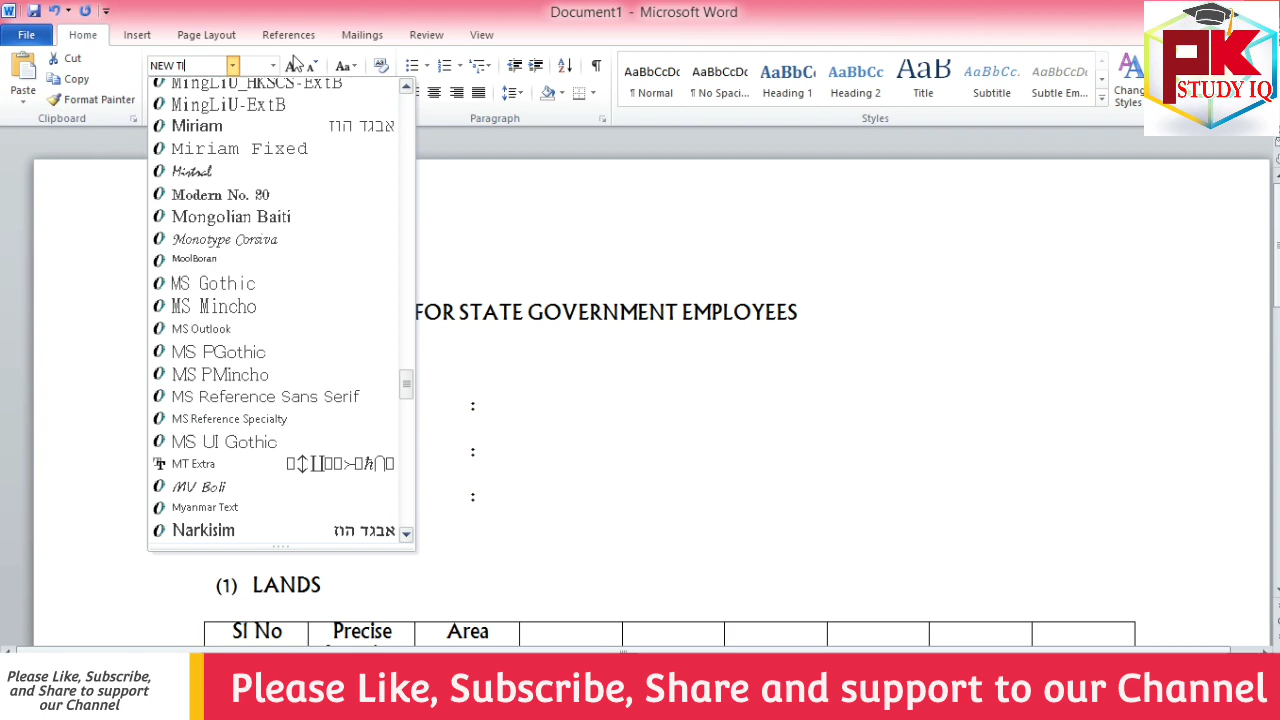 Document1 - Microsoft Word
File Home Insert Page Layout References Mailings Review View
PK
STUDY IQ
Cut
Copy
Format Painter
Paste
Clipboard
NEW TI
Aa
Paragraph
AaBbCcDc
¶ Normal
AaBbCcDc
¶ No Spaci...
AaBbC
Heading 1
AaBbCc
Heading 2
AaB
Title
AaBbCc.
Subtitle
AaBbCcDc
Subtle Em...
Styles
Chang
Styles
MingLiU_HKSCS-ExtB
MingLiU-ExtB
Miriam אבגד הוז
Miriam Fixed
Mistral
Modern No. 20
Mongolian Baiti
Monotype Corsiva
MoolBoran
MS Gothic
MS Mincho
MS Outlook
MS PGothic
MS PMincho
MS Reference Sans Serif
MS Reference Specialty
MS UI Gothic
MT Extra
MV Boli
Myanmar Text
Narkisim אבגד הוז
FOR STATE GOVERNMENT EMPLOYEES
:
:
:
(1) LANDS
Sl No Precise Area
Please Like, Subscribe,
and Share to support
our Channel
Please Like, Subscribe, Share and support to our Channel